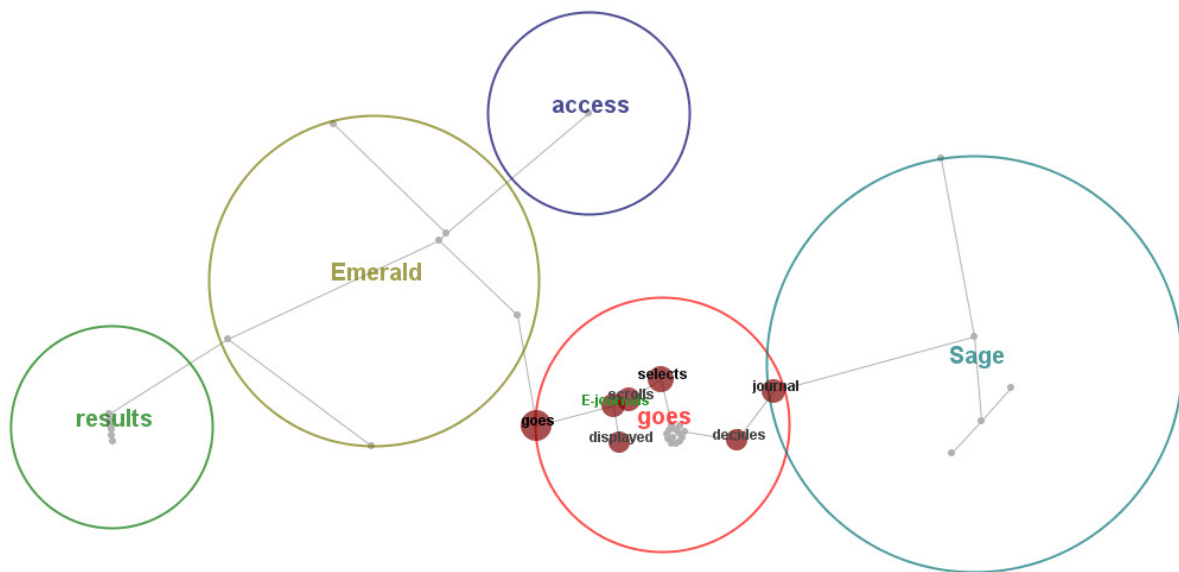 access
Emerald
Sage
selects
journal
scrolls
E-journals
results
goes
goes
displayed
decides